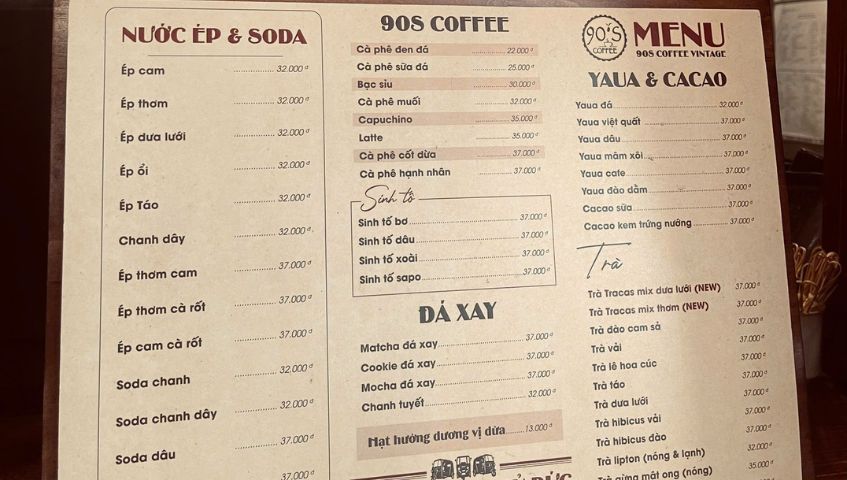 NƯỚC ÉP & SODA
Ép cam 32.000đ
Ép thơm 32.000đ
Ép dưa lưới 32.000đ
Ép ổi 32.000đ
Ép Táo 32.000đ
Chanh dây 32.000đ
Ép thơm cam 37.000đ
Ép thơm cà rốt 37.000đ
Ép cam cà rốt 37.000đ
Soda chanh 32.000đ
Soda chanh dây 32.000đ
Soda dâu 37.000đ
37.000đ
90S COFFEE
Cà phê đen đá 22.000đ
Cà phê sữa đá 25.000đ
Bạc sỉu 30.000đ
Cà phê muối 32.000đ
Capuchino 35.000đ
Latte 35.000đ
Cà phê cốt dừa 37.000đ
Cà phê hạnh nhân 37.000đ
Sinh tố
Sinh tố bơ 37.000đ
Sinh tố dâu 37.000đ
Sinh tố xoài 37.000đ
Sinh tố sapo 37.000đ
ĐÁ XAY
Matcha đá xay 37.000đ
Cookie đá xay 37.000đ
Mocha đá xay 37.000đ
Chanh tuyết 32.000đ
Hạt hướng dương vị dừa 13.000đ
90'S COFFEE
MENU
90S COFFEE VINTAGE
YAUA & CACAO
Yaua đá 32.000đ
Yaua việt quất 37.000đ
Yaua dâu 37.000đ
Yaua mâm xôi 37.000đ
Yaua cafe 37.000đ
Yaua đào dằm 37.000đ
Cacao sữa 37.000đ
Cacao kem trứng nướng 37.000đ
Trà
Trà Tracas mix dưa lưới (NEW) 37.000đ
Trà Tracas mix thơm (NEW) 37.000đ
Trà đào cam sả 37.000đ
Trà vải 37.000đ
Trà lê hoa cúc 37.000đ
Trà táo 37.000đ
Trà dưa lưới 37.000đ
Trà hibicus vải 37.000đ
Trà hibicus đào 37.000đ
Trà lipton (nóng & lạnh) 32.000đ
Trà gừng mật ong (nóng) 35.000đ